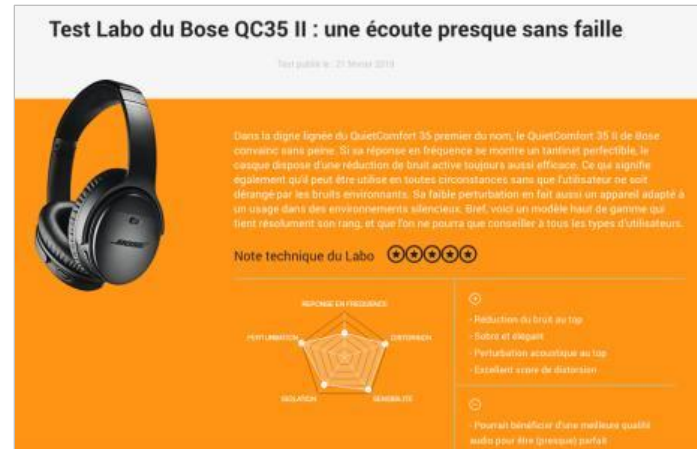 Test Labo du Bose QC35 II : une écoute presque sans faille
Test publié le : 21 février 2018
Dans la digne lignée du QuietComfort 35 premier du nom, le QuietComfort 35 II de Bose
convainc sans peine. Si sa réponse en fréquence se montre un tantinet perfectible, le
casque dispose d'une réduction de bruit active toujours aussi efficace. Ce qui signifie
également qu'il peut être utilisé en toutes circonstances sans que l'utilisateur ne soit
dérangé par les bruits environnants. Sa faible perturbation en fait aussi un appareil adapté à
un usage dans des environnements silencieux. Bref, voici un modèle haut de gamme qui
tient résolument son rang, et que l'on ne pourra que conseiller à tous les types d'utilisateurs.
Note technique du Labo
RÉPONSE EN FRÉQUENCE
PERTURBATION
DISTORSION
ISOLATION
SENSIBILITÉ
- Réduction du bruit au top
- Sobre et élégant
- Perturbation acoustique au top
- Excellent score de distorsion
- Pourrait bénéficier d'une meilleure qualité
audio pour être (presque) parfait
BOSE